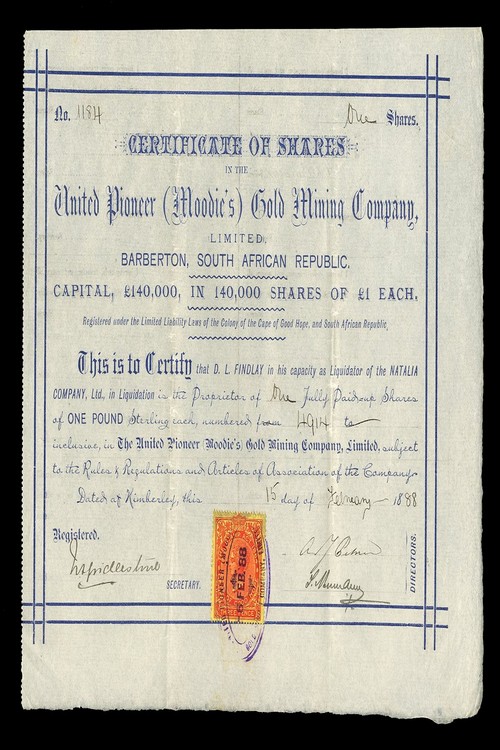 No. 1184 One Shares.
CERTIFICATE OF SHARES
IN THE
United Pioneer (Moodie's) Gold Mining Company,
LIMITED,
BARBERTON, SOUTH AFRICAN REPUBLIC.
CAPITAL, £140,000, IN 140,000 SHARES OF £1 EACH,
Registered under the Limited Liability Laws of the Colony of the Cape of Good Hope, and South African Republic,
This is to Certify that D. L. FINDLAY in his capacity as Liquidator of the NATALIA
COMPANY, Ltd., in Liquidation is the Proprietor of One Fully Paid-up Shares
of ONE POUND Sterling each, numbered from 4914 to
inclusive, in The United Pioneer Moodie's Gold Mining Company, Limited, subject
to the Rules & Regulations and Articles of Association of the Company.
Dated at Kimberley, this 15 day of February 1888
Registered.
SECRETARY.
DIRECTORS.
FEB. 88
THREE PENCE